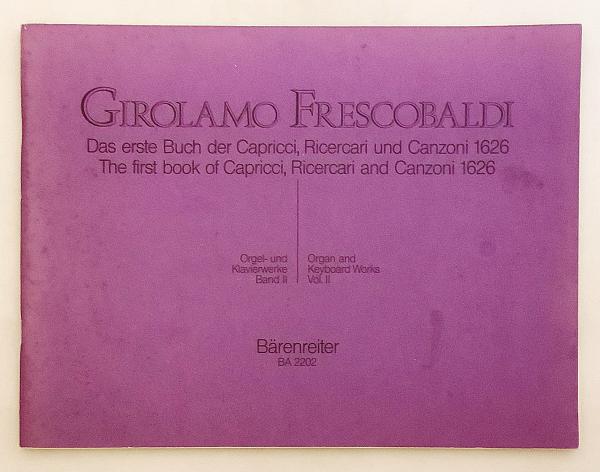 GIROLAMO FRESCOBALDI
Das erste Buch der Capricci, Ricercari und Canzoni 1626
The first book of Capricci, Ricercari and Canzoni 1626
Orgel- und
Klavierwerke
Band II
Organ and
Keyboard Works
Vol. II
Bärenreiter
BA 2202